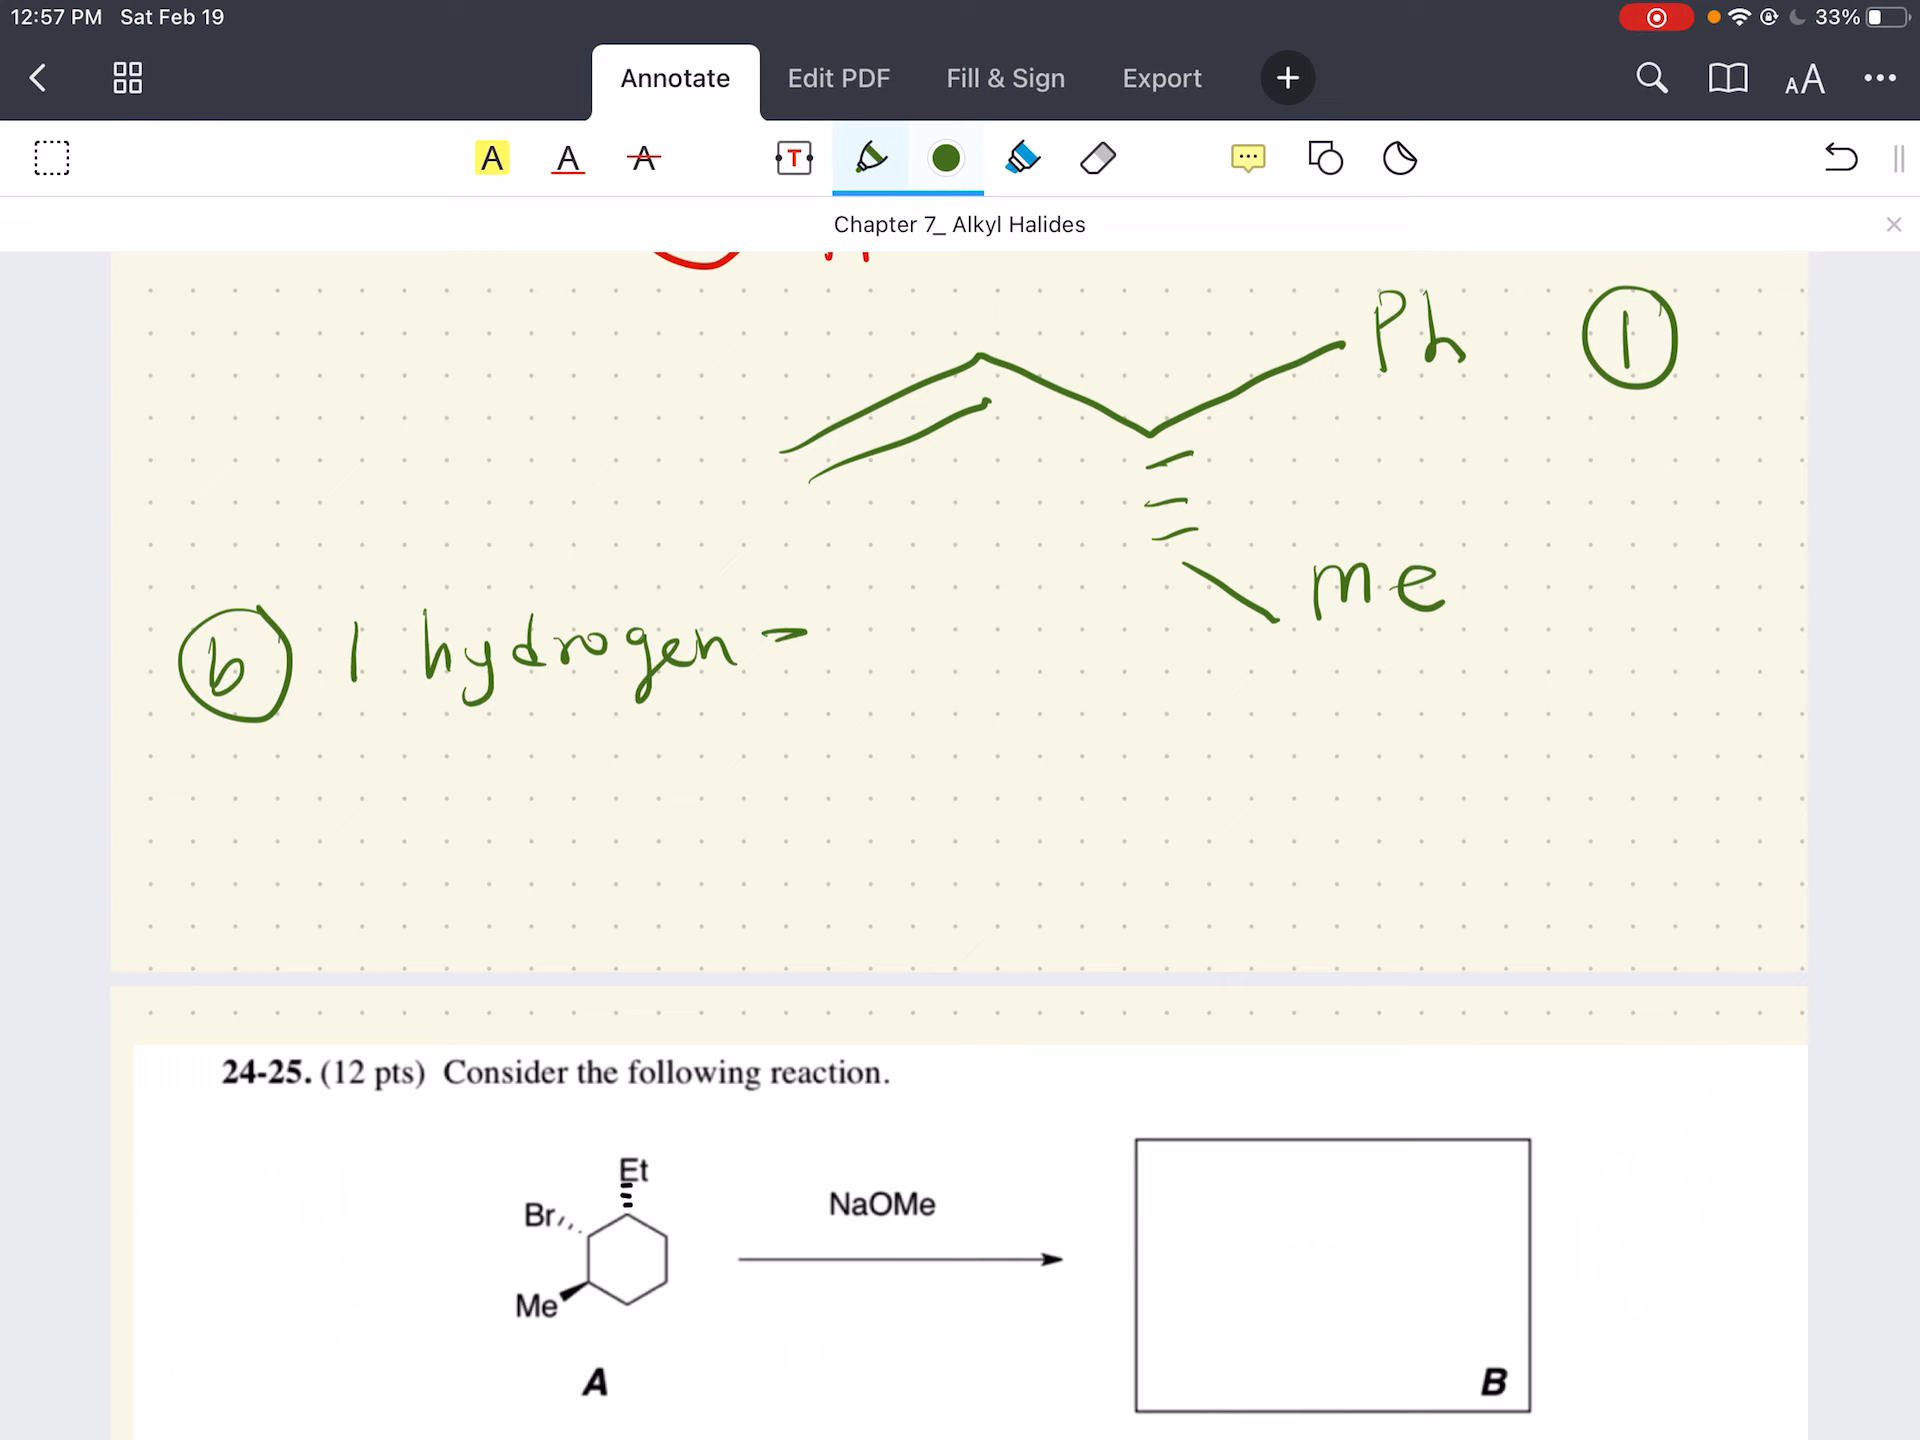 12:57 PM Sat Feb 19 33%
Annotate Edit PDF Fill & Sign Export +
A A A T AA
Chapter 7_ Alkyl Halides
Ph 1
me
b 1 hydrogen =
24-25. (12 pts) Consider the following reaction.
Et
Br
NaOMe
Me
A
B